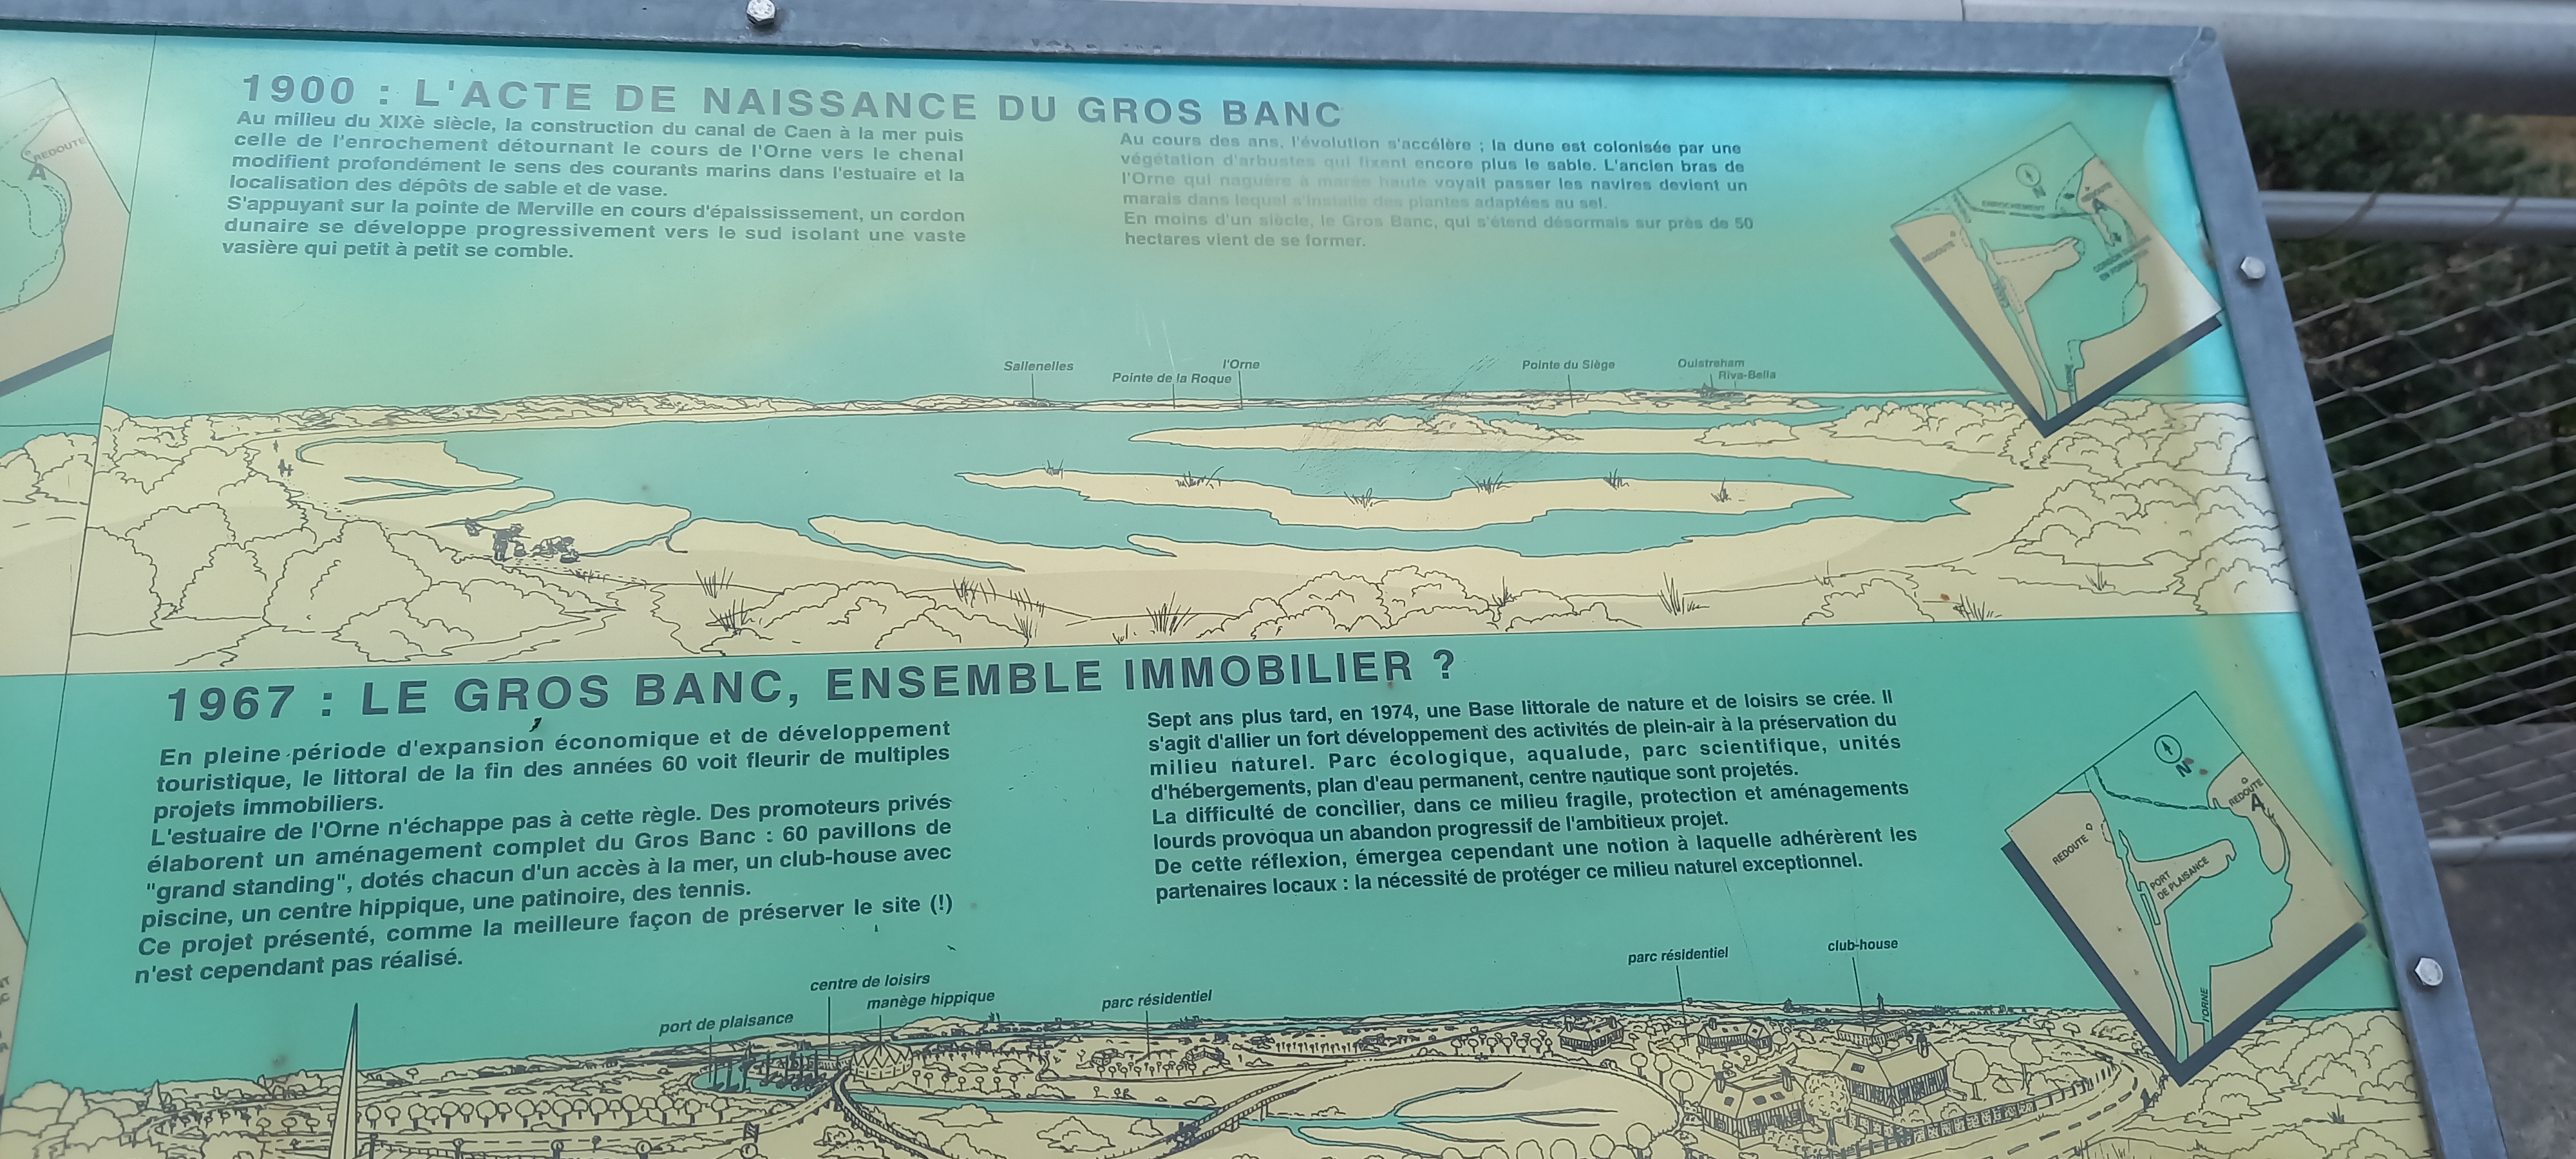 1900 : L'ACTE DE NAISSANCE DU GROS BANC
Au milieu du XIXè siècle, la construction du canal de Caen à la mer puis
celle de l'enrochement détournant le cours de l'Orne vers le chenal
modifient profondément le sens des courants marins dans l'estuaire et la
localisation des dépôts de sable et de vase.
S'appuyant sur la pointe de Merville en cours d'épaississement, un cordon
dunaire se développe progressivement vers le sud isolant une vaste
vasière qui petit à petit se comble.
Au cours des ans, l'évolution s'accélère ; la dune est colonisée par une
végétation d'arbustes qui fixent encore plus le sable. L'ancien bras de
l'Orne qui naguère à marée haute voyait passer les navires devient un
marais dans lequel s'installe des plantes adaptées au sel.
En moins d'un siècle, le Gros Banc, qui s'étend désormais sur près de 50
hectares vient de se former.
REDOUTE
A
N
ENROCHEMENT
REDOUTE
A
REDOUTE
CANAL
CORDON DUNAIRE
EN FORMATION
Sallenelles
Pointe de la Roque
l'Orne
Pointe du Siège
Ouistreham
Riva-Bella
1967 : LE GROS BANC, ENSEMBLE IMMOBILIER ?
En pleine période d'expansion économique et de développement
touristique, le littoral de la fin des années 60 voit fleurir de multiples
projets immobiliers.
L'estuaire de l'Orne n'échappe pas à cette règle. Des promoteurs privés
élaborent un aménagement complet du Gros Banc : 60 pavillons de
"grand standing", dotés chacun d'un accès à la mer, un club-house avec
piscine, un centre hippique, une patinoire, des tennis.
Ce projet présenté, comme la meilleure façon de préserver le site (!)
n'est cependant pas réalisé.
Sept ans plus tard, en 1974, une Base littorale de nature et de loisirs se crée. Il
s'agit d'allier un fort développement des activités de plein-air à la préservation du
milieu naturel. Parc écologique, aqualude, parc scientifique, unités
d'hébergements, plan d'eau permanent, centre nautique sont projetés.
La difficulté de concilier, dans ce milieu fragile, protection et aménagements
lourds provoqua un abandon progressif de l'ambitieux projet.
De cette réflexion, émergea cependant une notion à laquelle adhérèrent les
partenaires locaux : la nécessité de protéger ce milieu naturel exceptionnel.
N
REDOUTE
A
REDOUTE
PORT
DE PLAISANCE
l'ORNE
port de plaisance
centre de loisirs
manège hippique
parc résidentiel
parc résidentiel
club-house